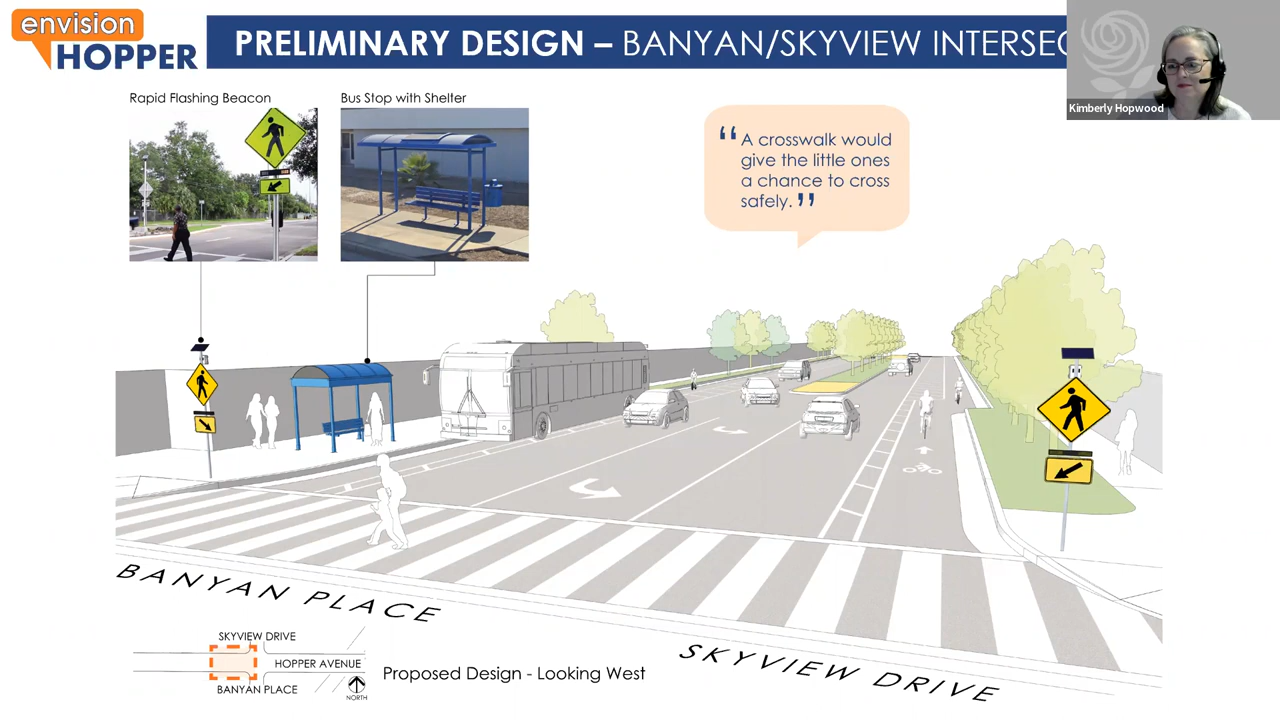 envision
HOPPER
PRELIMINARY DESIGN – BANYAN/SKYVIEW
Kimberly Hopwood
Rapid Flashing Beacon
Bus Stop with Shelter
“A crosswalk would
give the little ones
a chance to cross
safely.”
BANYAN PLACE
SKYVIEW DRIVE
SKYVIEW DRIVE
HOPPER AVENUE
BANYAN PLACE
NORTH
Proposed Design - Looking West